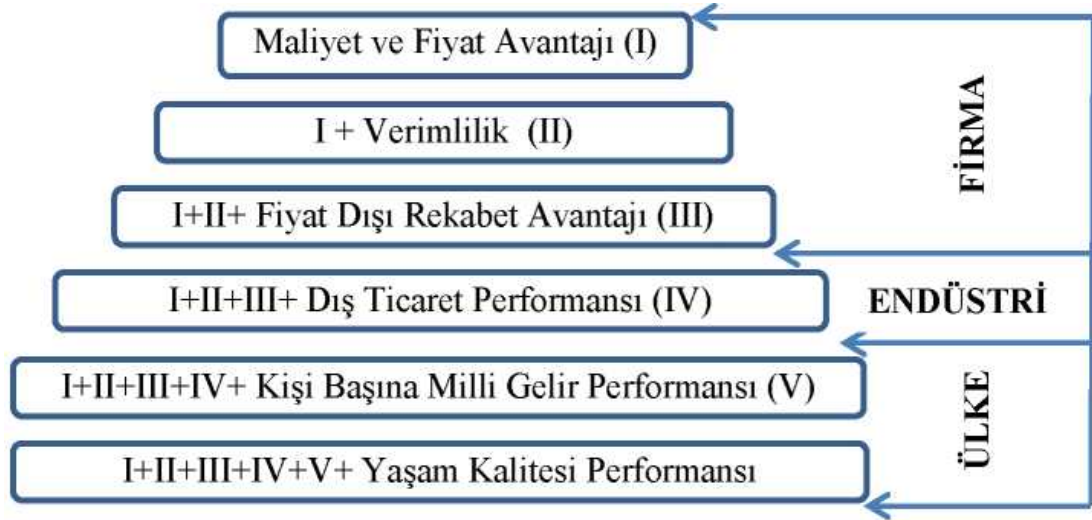 Maliyet ve Fiyat Avantajı (I)
I + Verimlilik (II)
I+II+ Fiyat Dışı Rekabet Avantajı (III)
FİRMA
I+II+III+ Dış Ticaret Performansı (IV)
ENDÜSTRİ
I+II+III+IV+ Kişi Başına Milli Gelir Performansı (V)
I+II+III+IV+V+ Yaşam Kalitesi Performansı
ÜLKE